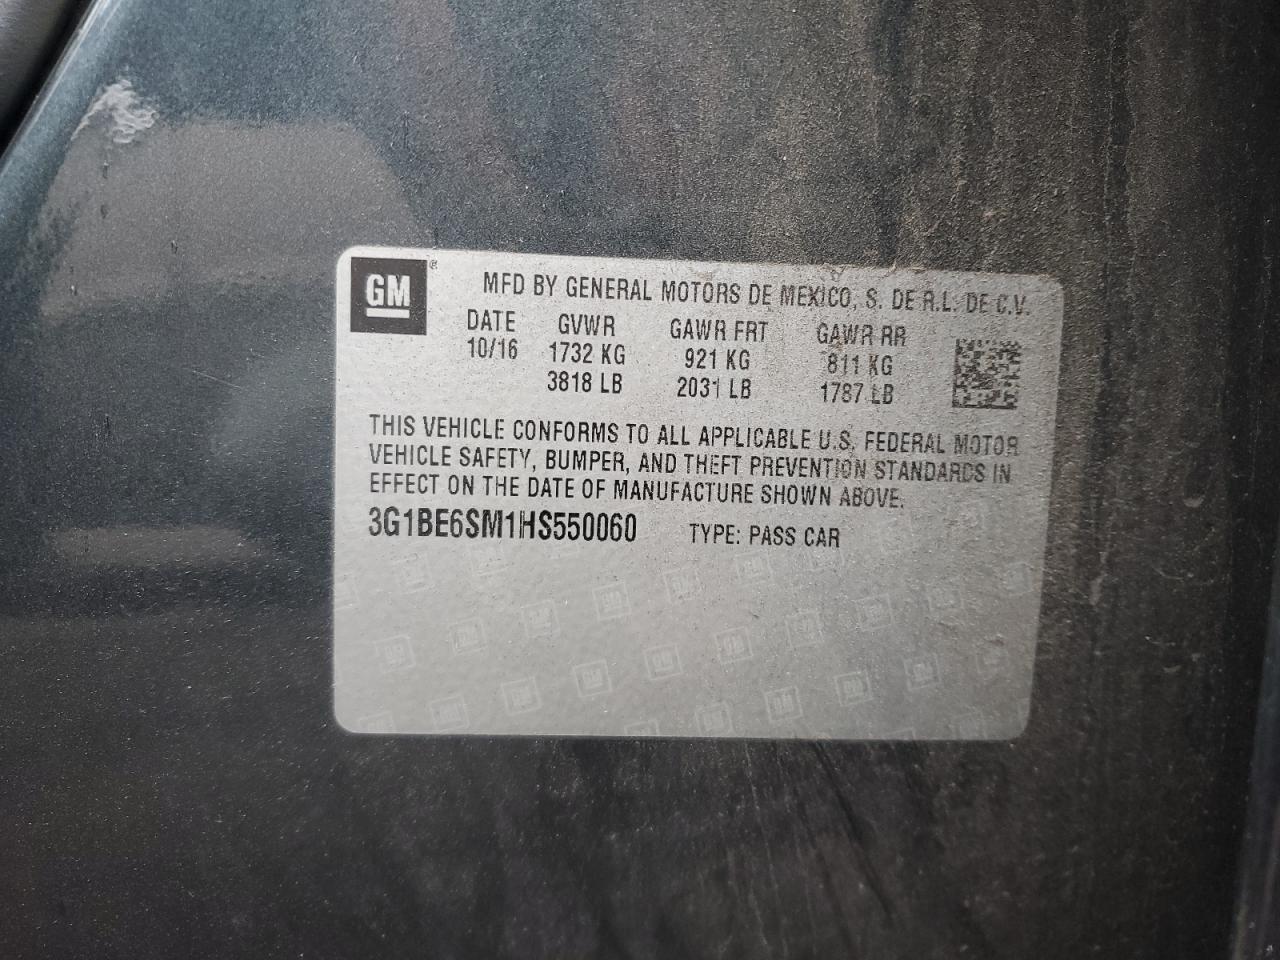 GM®
MFD BY GENERAL MOTORS DE MEXICO, S. DE R.L. DE C.V.
DATE GVWR GAWR FRT GAWR RR
10/16 1732 KG 921 KG 811 KG
3818 LB 2031 LB 1787 LB
THIS VEHICLE CONFORMS TO ALL APPLICABLE U.S. FEDERAL MOTOR
VEHICLE SAFETY, BUMPER, AND THEFT PREVENTION STANDARDS IN
EFFECT ON THE DATE OF MANUFACTURE SHOWN ABOVE.
3G1BE6SM1HS550060 TYPE: PASS CAR